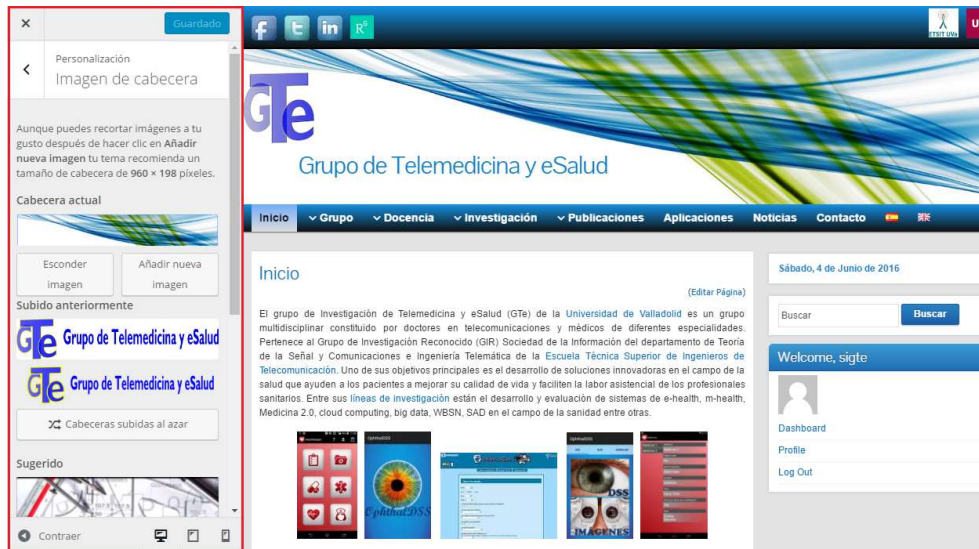 Guardado
Personalización
Imagen de cabecera
Aunque puedes recortar imágenes a tu
gusto después de hacer clic en Añadir
nueva imagen tu tema recomienda un
tamaño de cabecera de 960 × 198 píxeles.
Cabecera actual
Esconder
imagen
Añadir nueva
imagen
Subido anteriormente
GTe Grupo de Telemedicina y eSalud
GTe Grupo de Telemedicina y eSalud
Cabeceras subidas al azar
Sugerido
Contraer
ETSIT UVa
GTe
Grupo de Telemedicina y eSalud
Inicio Grupo Docencia Investigación Publicaciones Aplicaciones Noticias Contacto
Inicio
(Editar Página)
El grupo de Investigación de Telemedicina y eSalud (GTe) de la Universidad de Valladolid es un grupo
multidisciplinar constituido por doctores en telecomunicaciones y médicos de diferentes especialidades.
Pertenece al Grupo de Investigación Reconocido (GIR) Sociedad de la Información del departamento de Teoría
de la Señal y Comunicaciones e Ingeniería Telemática de la Escuela Técnica Superior de Ingenieros de
Telecomunicación. Uno de sus objetivos principales es el desarrollo de soluciones innovadoras en el campo de la
salud que ayuden a los pacientes a mejorar su calidad de vida y faciliten la labor asistencial de los profesionales
sanitarios. Entre sus líneas de investigación están el desarrollo y evaluación de sistemas de e-health, m-health,
Medicina 2.0, cloud computing, big data, WBSN, SAD en el campo de la sanidad entre otras.
OphthalDSS
OphthalDSS
DSS
IMÁGENES
Sábado, 4 de Junio de 2016
Buscar
Buscar
Welcome, sigte
Dashboard
Profile
Log Out